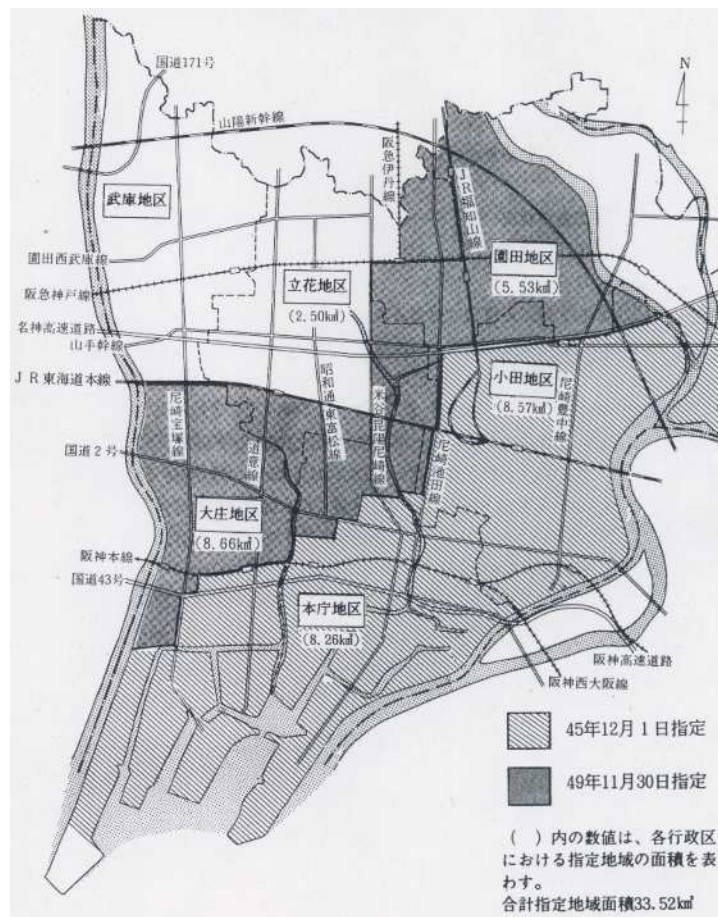 国道171号
N
山陽新幹線
阪急伊丹線
JR福知山線
武庫地区
園田西武庫線
園田地区
(5.53k㎡)
立花地区
(2.50k㎡)
阪急神戸線
名神高速道路
山手幹線
JR東海道本線
小田地区
(8.57k㎡)
尼崎豊中線
尼崎宝塚線
道意線
昭和通東富松線
米谷昆陽尼崎線
尼崎池田線
国道2号
大庄地区
(8.66k㎡)
阪神本線
国道43号
本庁地区
(8.26k㎡)
阪神高速道路
阪神西大阪線
45年12月1日指定
49年11月30日指定
( )内の数値は、各行政区
における指定地域の面積を表
わす。
合計指定地域面積33.52k㎡